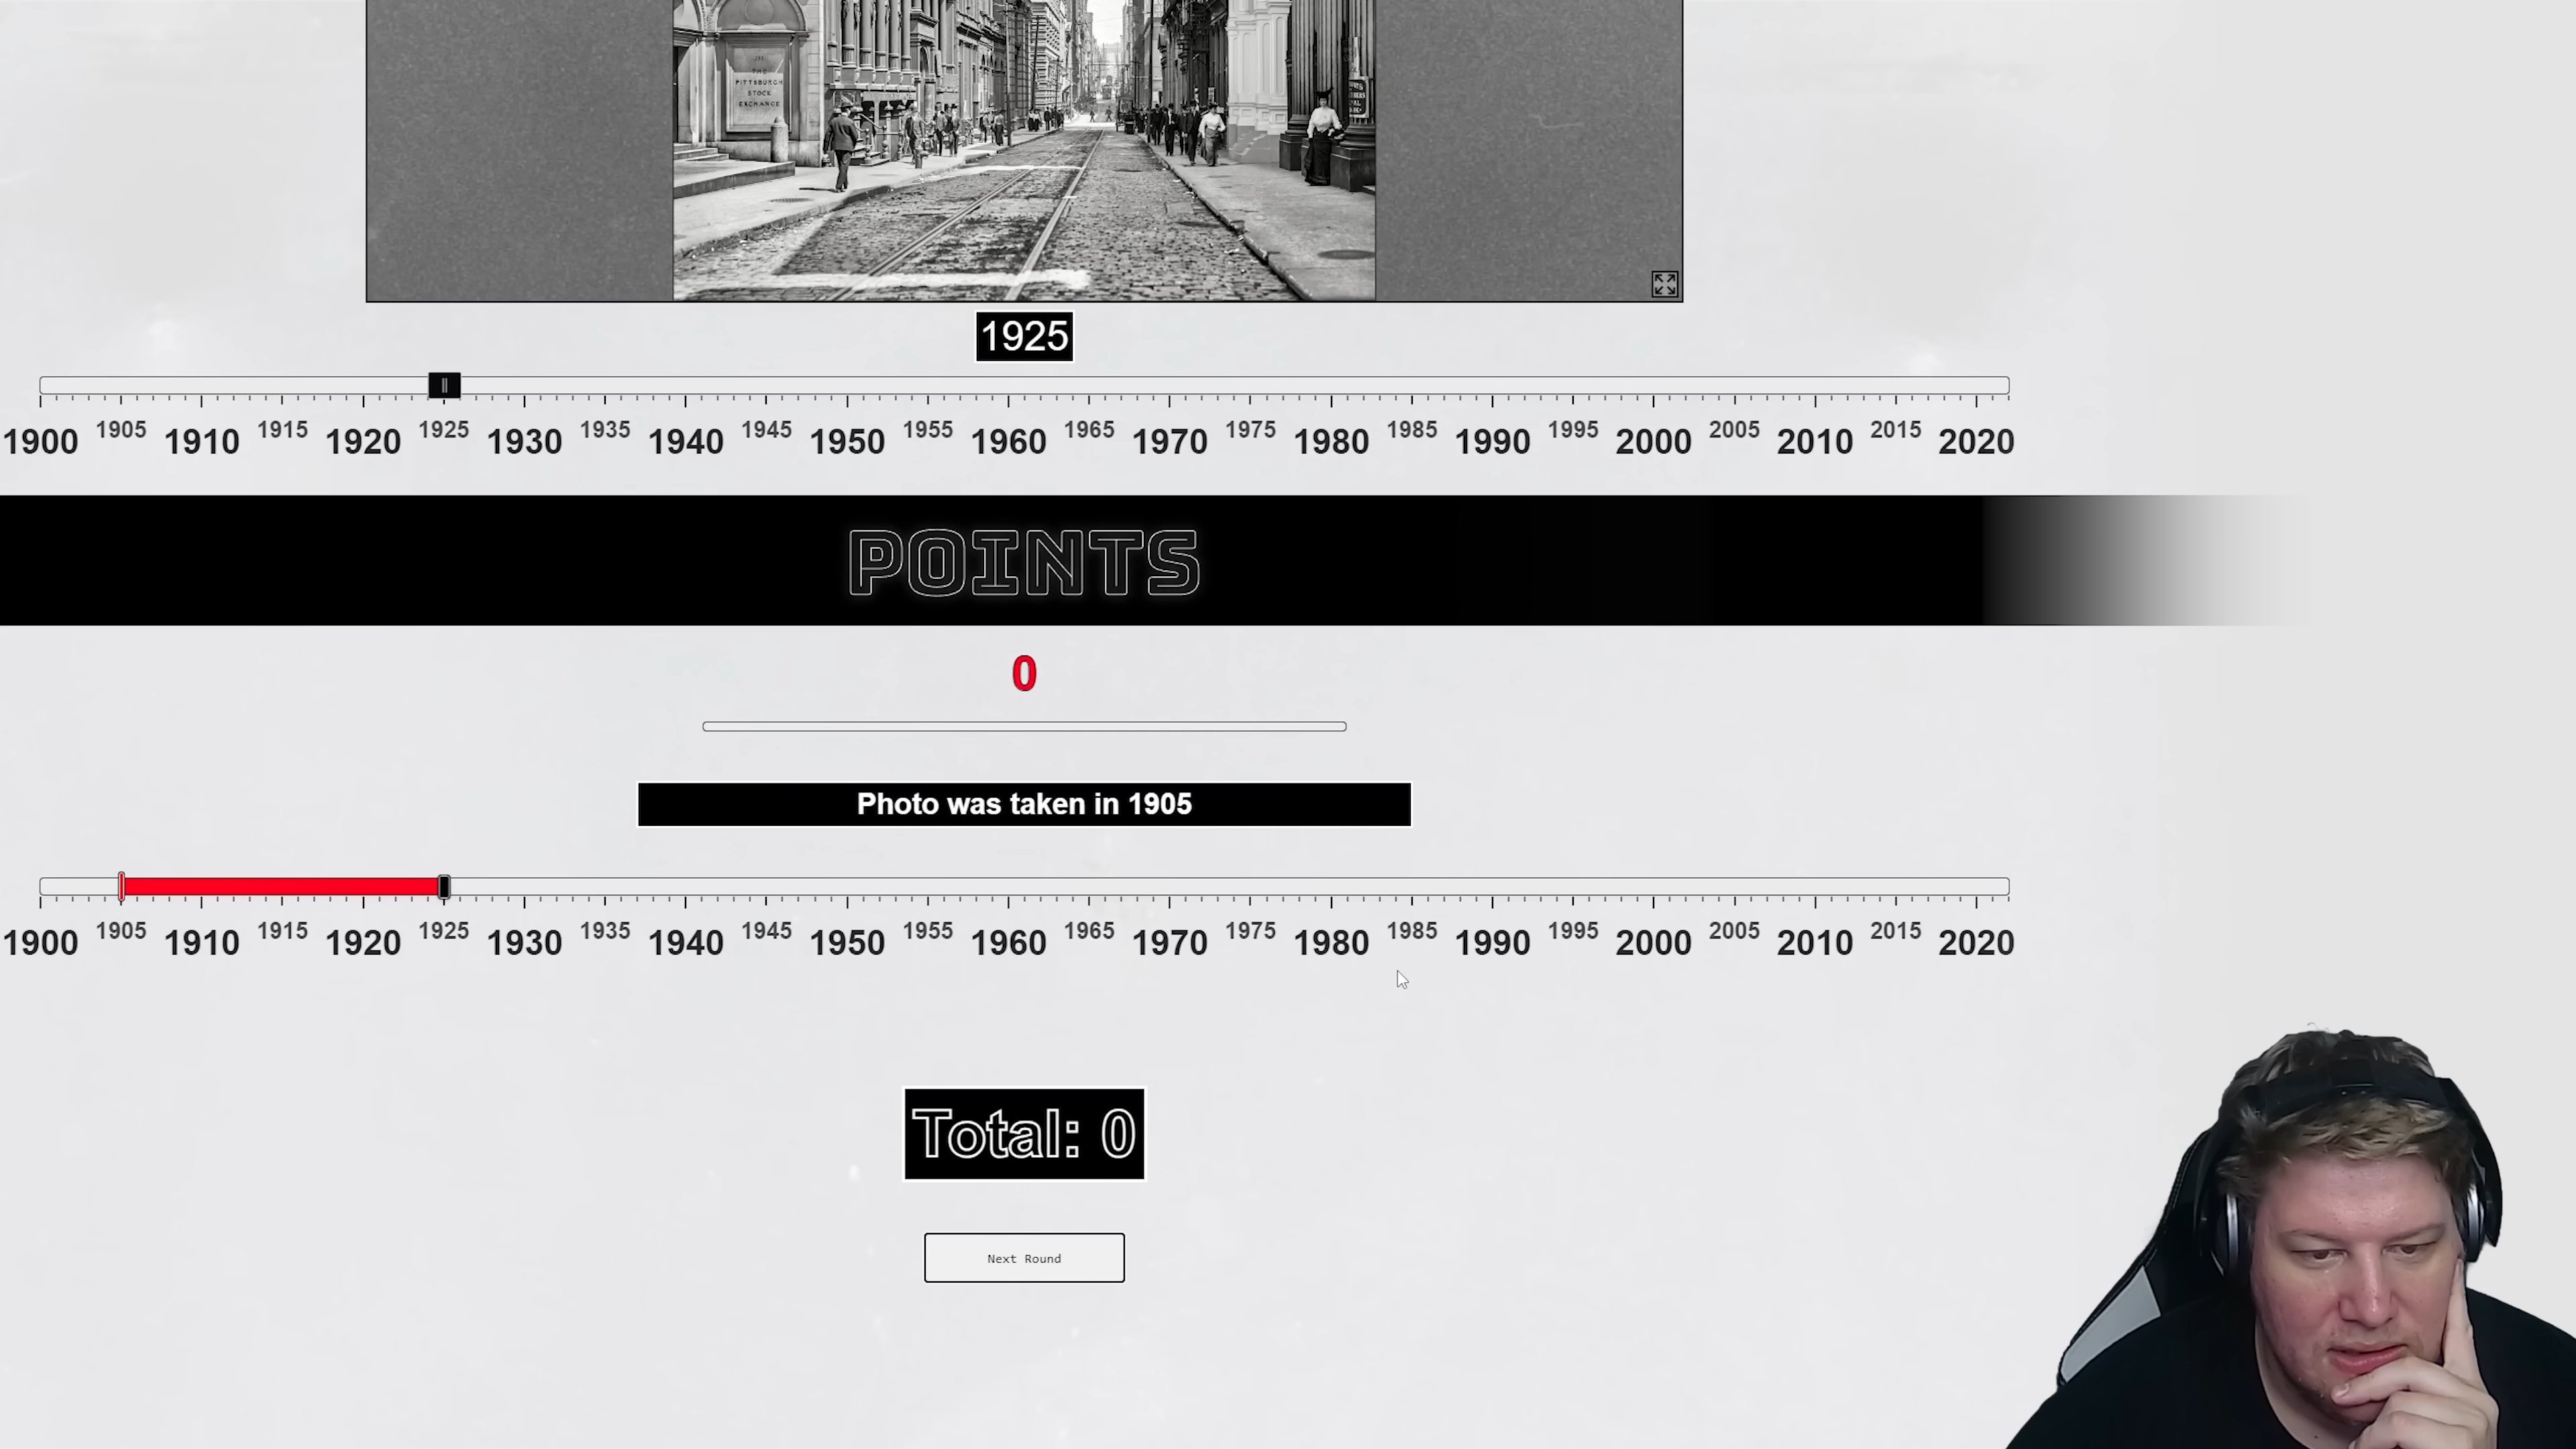 THE
PITTSBURGH
STOCK
EXCHANGE
1925
1900 1905 1910 1915 1920 1925 1930 1935 1940 1945 1950 1955 1960 1965 1970 1975 1980 1985 1990 1995 2000 2005 2010 2015 2020
POINTS
0
Photo was taken in 1905
1900 1905 1910 1915 1920 1925 1930 1935 1940 1945 1950 1955 1960 1965 1970 1975 1980 1985 1990 1995 2000 2005 2010 2015 2020
Total: 0
Next Round